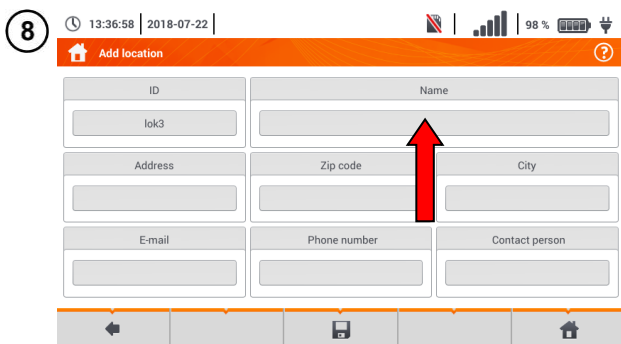 8
13:36:58 2018-07-22 98 %
Add location ?
ID Name
lok3
Address Zip code City
E-mail Phone number Contact person